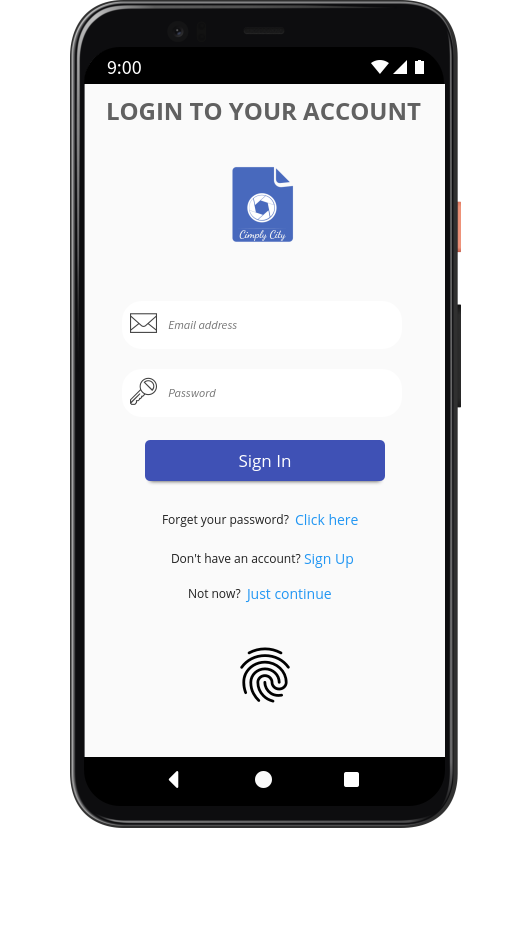 9:00
LOGIN TO YOUR ACCOUNT
Cimply City
Email address
Password
Sign In
Forget your password? Click here
Don't have an account? Sign Up
Not now? Just continue